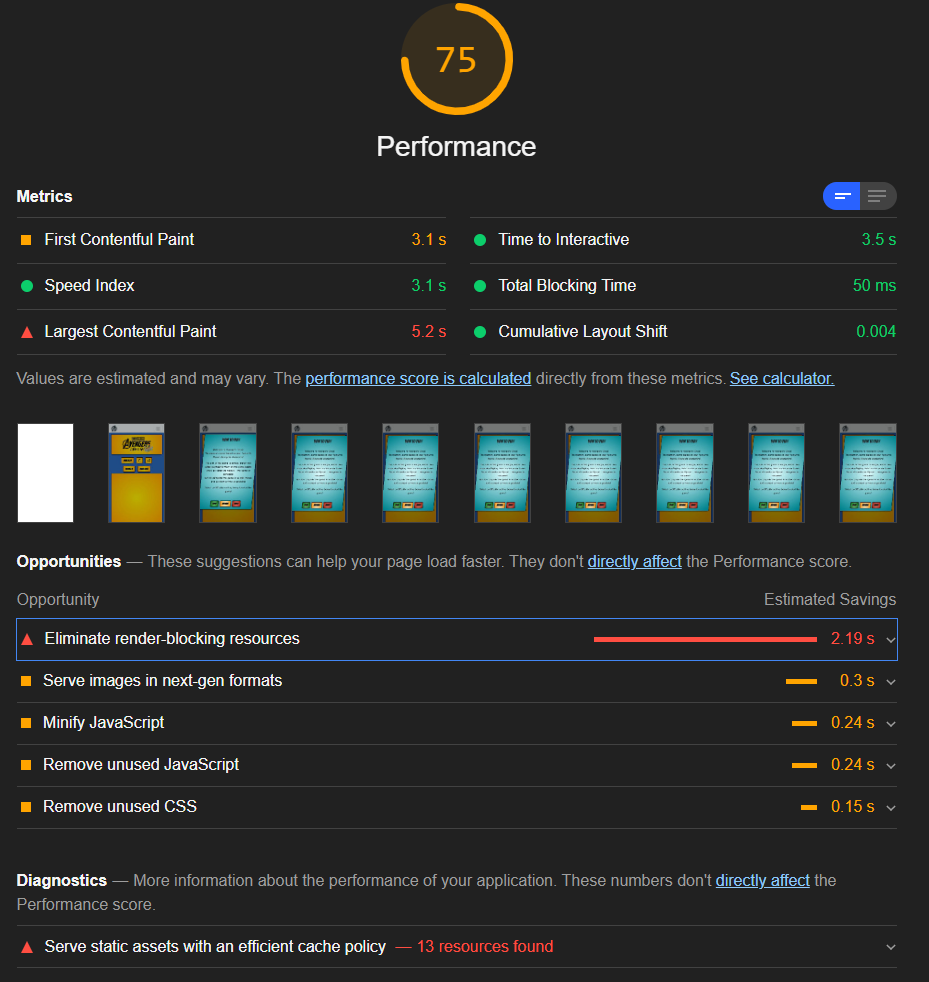 75
Performance
Metrics
First Contentful Paint 3.1 s
Time to Interactive 3.5 s
Speed Index 3.1 s
Total Blocking Time 50 ms
Largest Contentful Paint 5.2 s
Cumulative Layout Shift 0.004
Values are estimated and may vary. The performance score is calculated directly from these metrics. See calculator.
AVENGERS
Opportunities — These suggestions can help your page load faster. They don't directly affect the Performance score.
Opportunity Estimated Savings
Eliminate render-blocking resources 2.19 s
Serve images in next-gen formats 0.3 s
Minify JavaScript 0.24 s
Remove unused JavaScript 0.24 s
Remove unused CSS 0.15 s
Diagnostics — More information about the performance of your application. These numbers don't directly affect the
Performance score.
Serve static assets with an efficient cache policy — 13 resources found